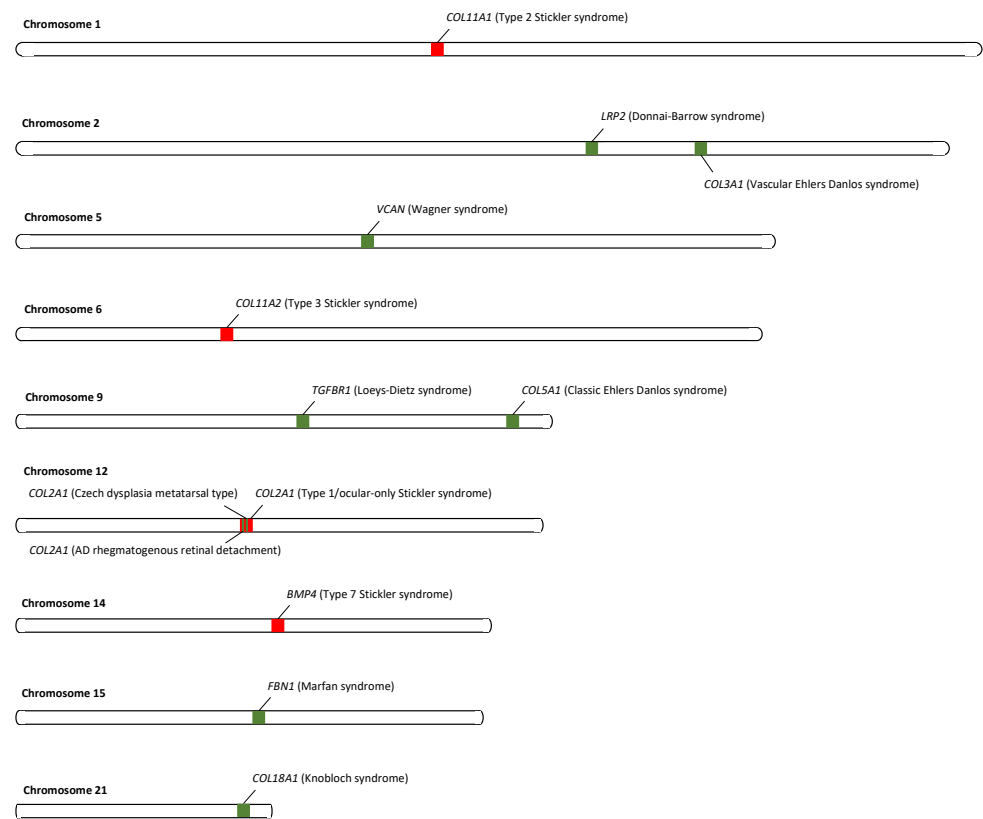 Chromosome 1
COL11A1 (Type 2 Stickler syndrome)
Chromosome 2
LRP2 (Donnai-Barrow syndrome)
COL3A1 (Vascular Ehlers Danlos syndrome)
Chromosome 5
VCAN (Wagner syndrome)
Chromosome 6
COL11A2 (Type 3 Stickler syndrome)
Chromosome 9
TGFBR1 (Loeys-Dietz syndrome)
COL5A1 (Classic Ehlers Danlos syndrome)
Chromosome 12
COL2A1 (Czech dysplasia metatarsal type)
COL2A1 (Type 1/ocular-only Stickler syndrome)
COL2A1 (AD rhegmatogenous retinal detachment)
Chromosome 14
BMP4 (Type 7 Stickler syndrome)
Chromosome 15
FBN1 (Marfan syndrome)
Chromosome 21
COL18A1 (Knobloch syndrome)